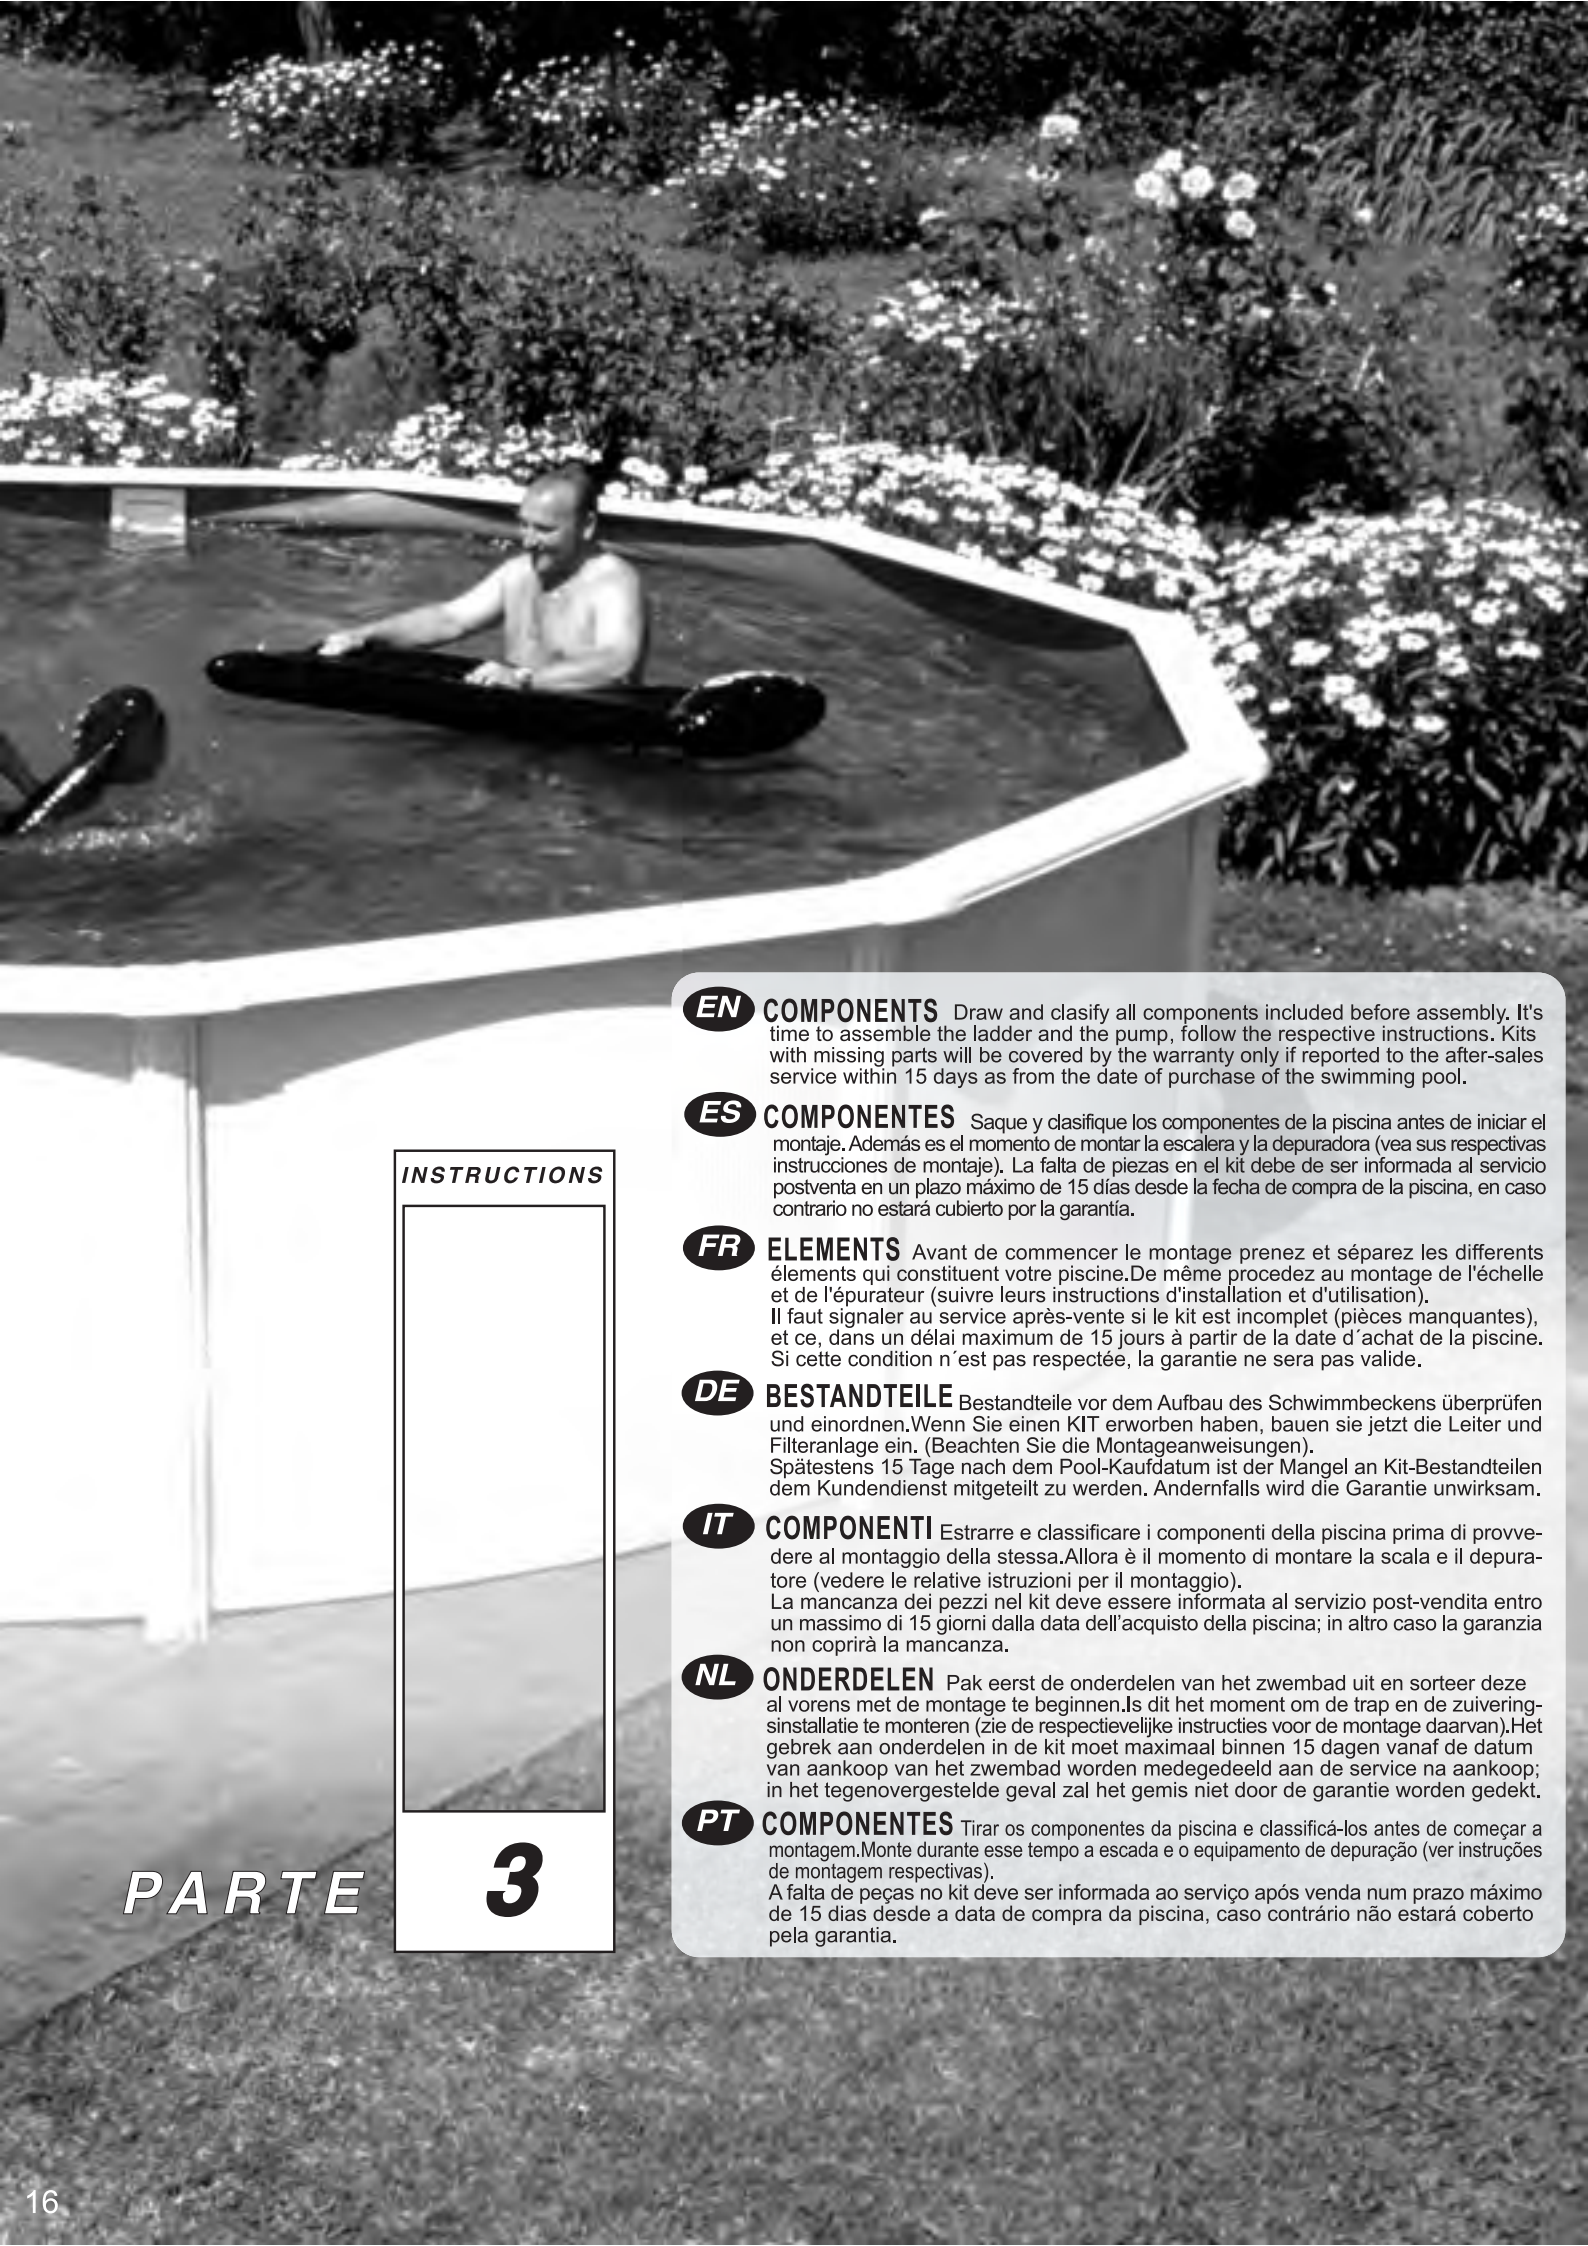 EN COMPONENTS Draw and clasify all components included before assembly. It's
time to assemble the ladder and the pump, follow the respective instructions. Kits
with missing parts will be covered by the warranty only if reported to the after-sales
service within 15 days as from the date of purchase of the swimming pool.
ES COMPONENTES Saque y clasifique los componentes de la piscina antes de iniciar el
montaje. Además es el momento de montar la escalera y la depuradora (vea sus respectivas
instrucciones de montaje). La falta de piezas en el kit debe de ser informada al servicio
postventa en un plazo máximo de 15 días desde la fecha de compra de la piscina, en caso
contrario no estará cubierto por la garantía.
FR ELEMENTS Avant de commencer le montage prenez et séparez les differents
élements qui constituent votre piscine.De même procedez au montage de l'échelle
et de l'épurateur (suivre leurs instructions d'installation et d'utilisation).
Il faut signaler au service après-vente si le kit est incomplet (pièces manquantes),
et ce, dans un délai maximum de 15 jours à partir de la date d´achat de la piscine.
Si cette condition n´est pas respectée, la garantie ne sera pas valide.
DE BESTANDTEILE Bestandteile vor dem Aufbau des Schwimmbeckens überprüfen
und einordnen.Wenn Sie einen KIT erworben haben, bauen sie jetzt die Leiter und
Filteranlage ein. (Beachten Sie die Montageanweisungen).
Spätestens 15 Tage nach dem Pool-Kaufdatum ist der Mangel an Kit-Bestandteilen
dem Kundendienst mitgeteilt zu werden. Andernfalls wird die Garantie unwirksam.
IT COMPONENTI Estrarre e classificare i componenti della piscina prima di provve-
dere al montaggio della stessa.Allora è il momento di montare la scala e il depura-
tore (vedere le relative istruzioni per il montaggio).
La mancanza dei pezzi nel kit deve essere informata al servizio post-vendita entro
un massimo di 15 giorni dalla data dell'acquisto della piscina; in altro caso la garanzia
non coprirà la mancanza.
NL ONDERDELEN Pak eerst de onderdelen van het zwembad uit en sorteer deze
al vorens met de montage te beginnen.Is dit het moment om de trap en de zuivering-
sinstallatie te monteren (zie de respectievelijke instructies voor de montage daarvan).Het
gebrek aan onderdelen in de kit moet maximaal binnen 15 dagen vanaf de datum
van aankoop van het zwembad worden medegedeeld aan de service na aankoop;
in het tegenovergestelde geval zal het gemis niet door de garantie worden gedekt.
PT COMPONENTES Tirar os componentes da piscina e classificá-los antes de começar a
montagem.Monte durante esse tempo a escada e o equipamento de depuração (ver instruções
de montagem respectivas).
A falta de peças no kit deve ser informada ao serviço após venda num prazo máximo
de 15 dias desde a data de compra da piscina, caso contrário não estará coberto
pela garantia.
INSTRUCTIONS
PARTE 3
16